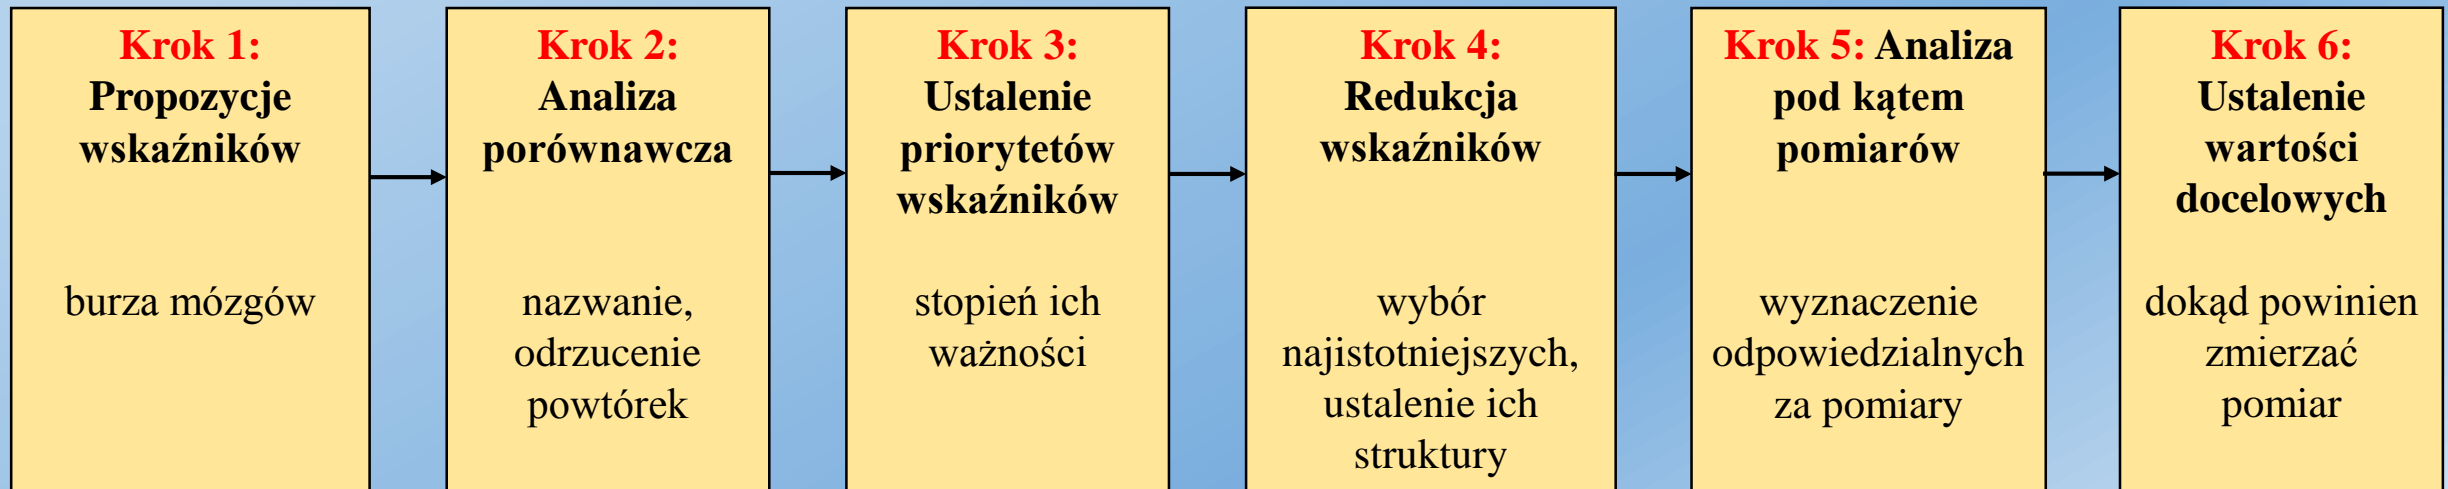 Krok 1:
Propozycje
wskaźników
burza mózgów
Krok 2:
Analiza
porównawcza
nazwanie,
odrzucenie
powtórek
Krok 3:
Ustalenie
priorytetów
wskaźników
stopień ich
ważności
Krok 4:
Redukcja
wskaźników
wybór
najistotniejszych,
ustalenie ich
struktury
Krok 5: Analiza
pod kątem
pomiarów
wyznaczenie
odpowiedzialnych
za pomiary
Krok 6:
Ustalenie
wartości
docelowych
dokąd powinien
zmierzać
pomiar